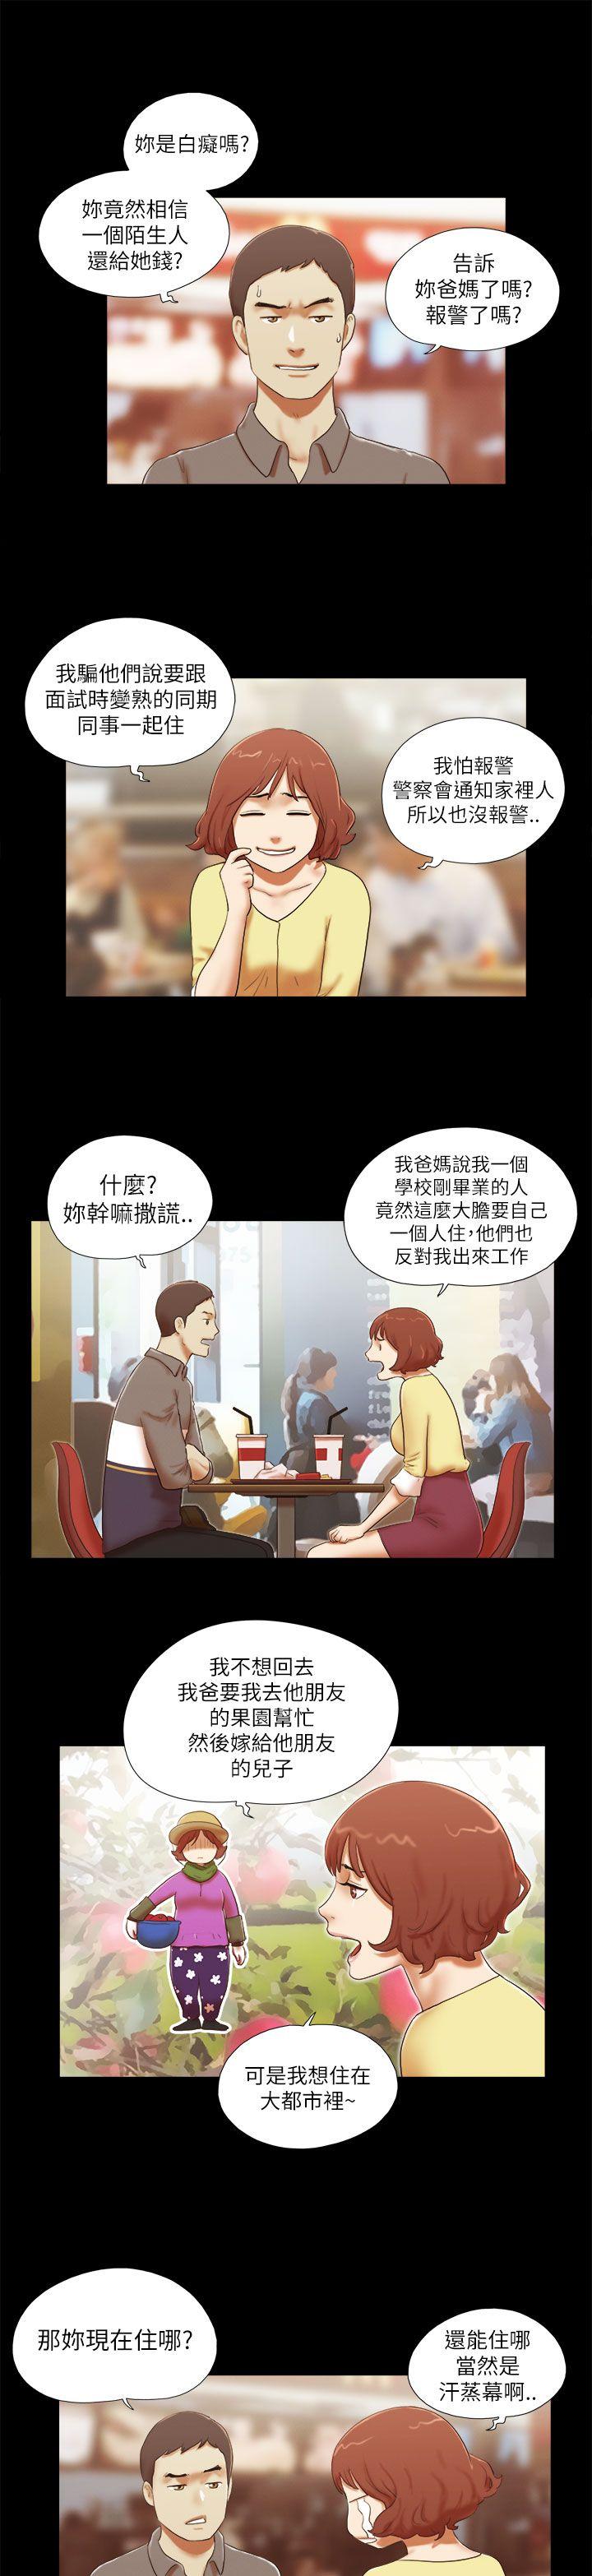 妳是白癡嗎?
妳竟然相信
一個陌生人
還給她錢?
告訴
妳爸媽了嗎?
報警了嗎?
我騙他們說要跟
面試時變熟的同期
同事一起住
我怕報警
警察會通知家裡人
所以也沒報警..
什麼?
妳幹嘛撒謊..
我爸媽說我一個
學校剛畢業的人
竟然這麼大膽要自己
一個人住，他們也
反對我出來工作
我不想回去
我爸要我去他朋友
的果園幫忙
然後嫁給他朋友
的兒子
可是我想住在
大都市裡~
那妳現在住哪?
還能住哪
當然是
汗蒸幕啊..